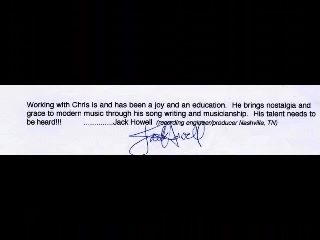 Working with Chris is and has been a joy and an education. He brings nostalgia and
grace to modern music through his song writing and musicianship. His talent needs to
be heard!!! ...............Jack Howell (recording engineer/producer Nashville, TN)
Jack Howell